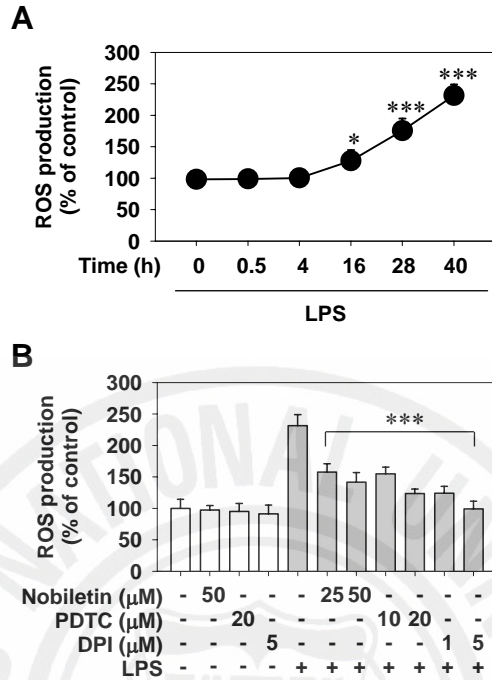 A
ROS production
(% of control)
300
250
200
150
100
50
0
* *** ***
Time (h) 0 0.5 4 16 28 40
LPS
B
ROS production
(% of control)
300
250
200
150
100
50
0
***
Nobiletin (μM) - 50 - - - 25 50 - - - -
PDTC (μM) - - 20 - - - - 10 20 - -
DPI (μM) - - - 5 - - - - - 1 5
LPS - - - - + + + + + + +
NATIONAL